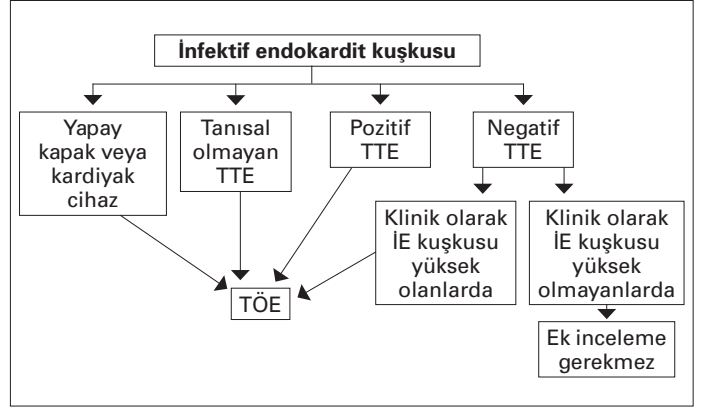 İnfektif endokardit kuşkusu
Yapay
kapak veya
kardiyak
cihaz
Tanısal
olmayan
TTE
Pozitif
TTE
Negatif
TTE
Klinik olarak
İE kuşkusu
yüksek
olanlarda
Klinik olarak
İE kuşkusu
yüksek
olmayanlarda
TÖE
Ek inceleme
gerekmez